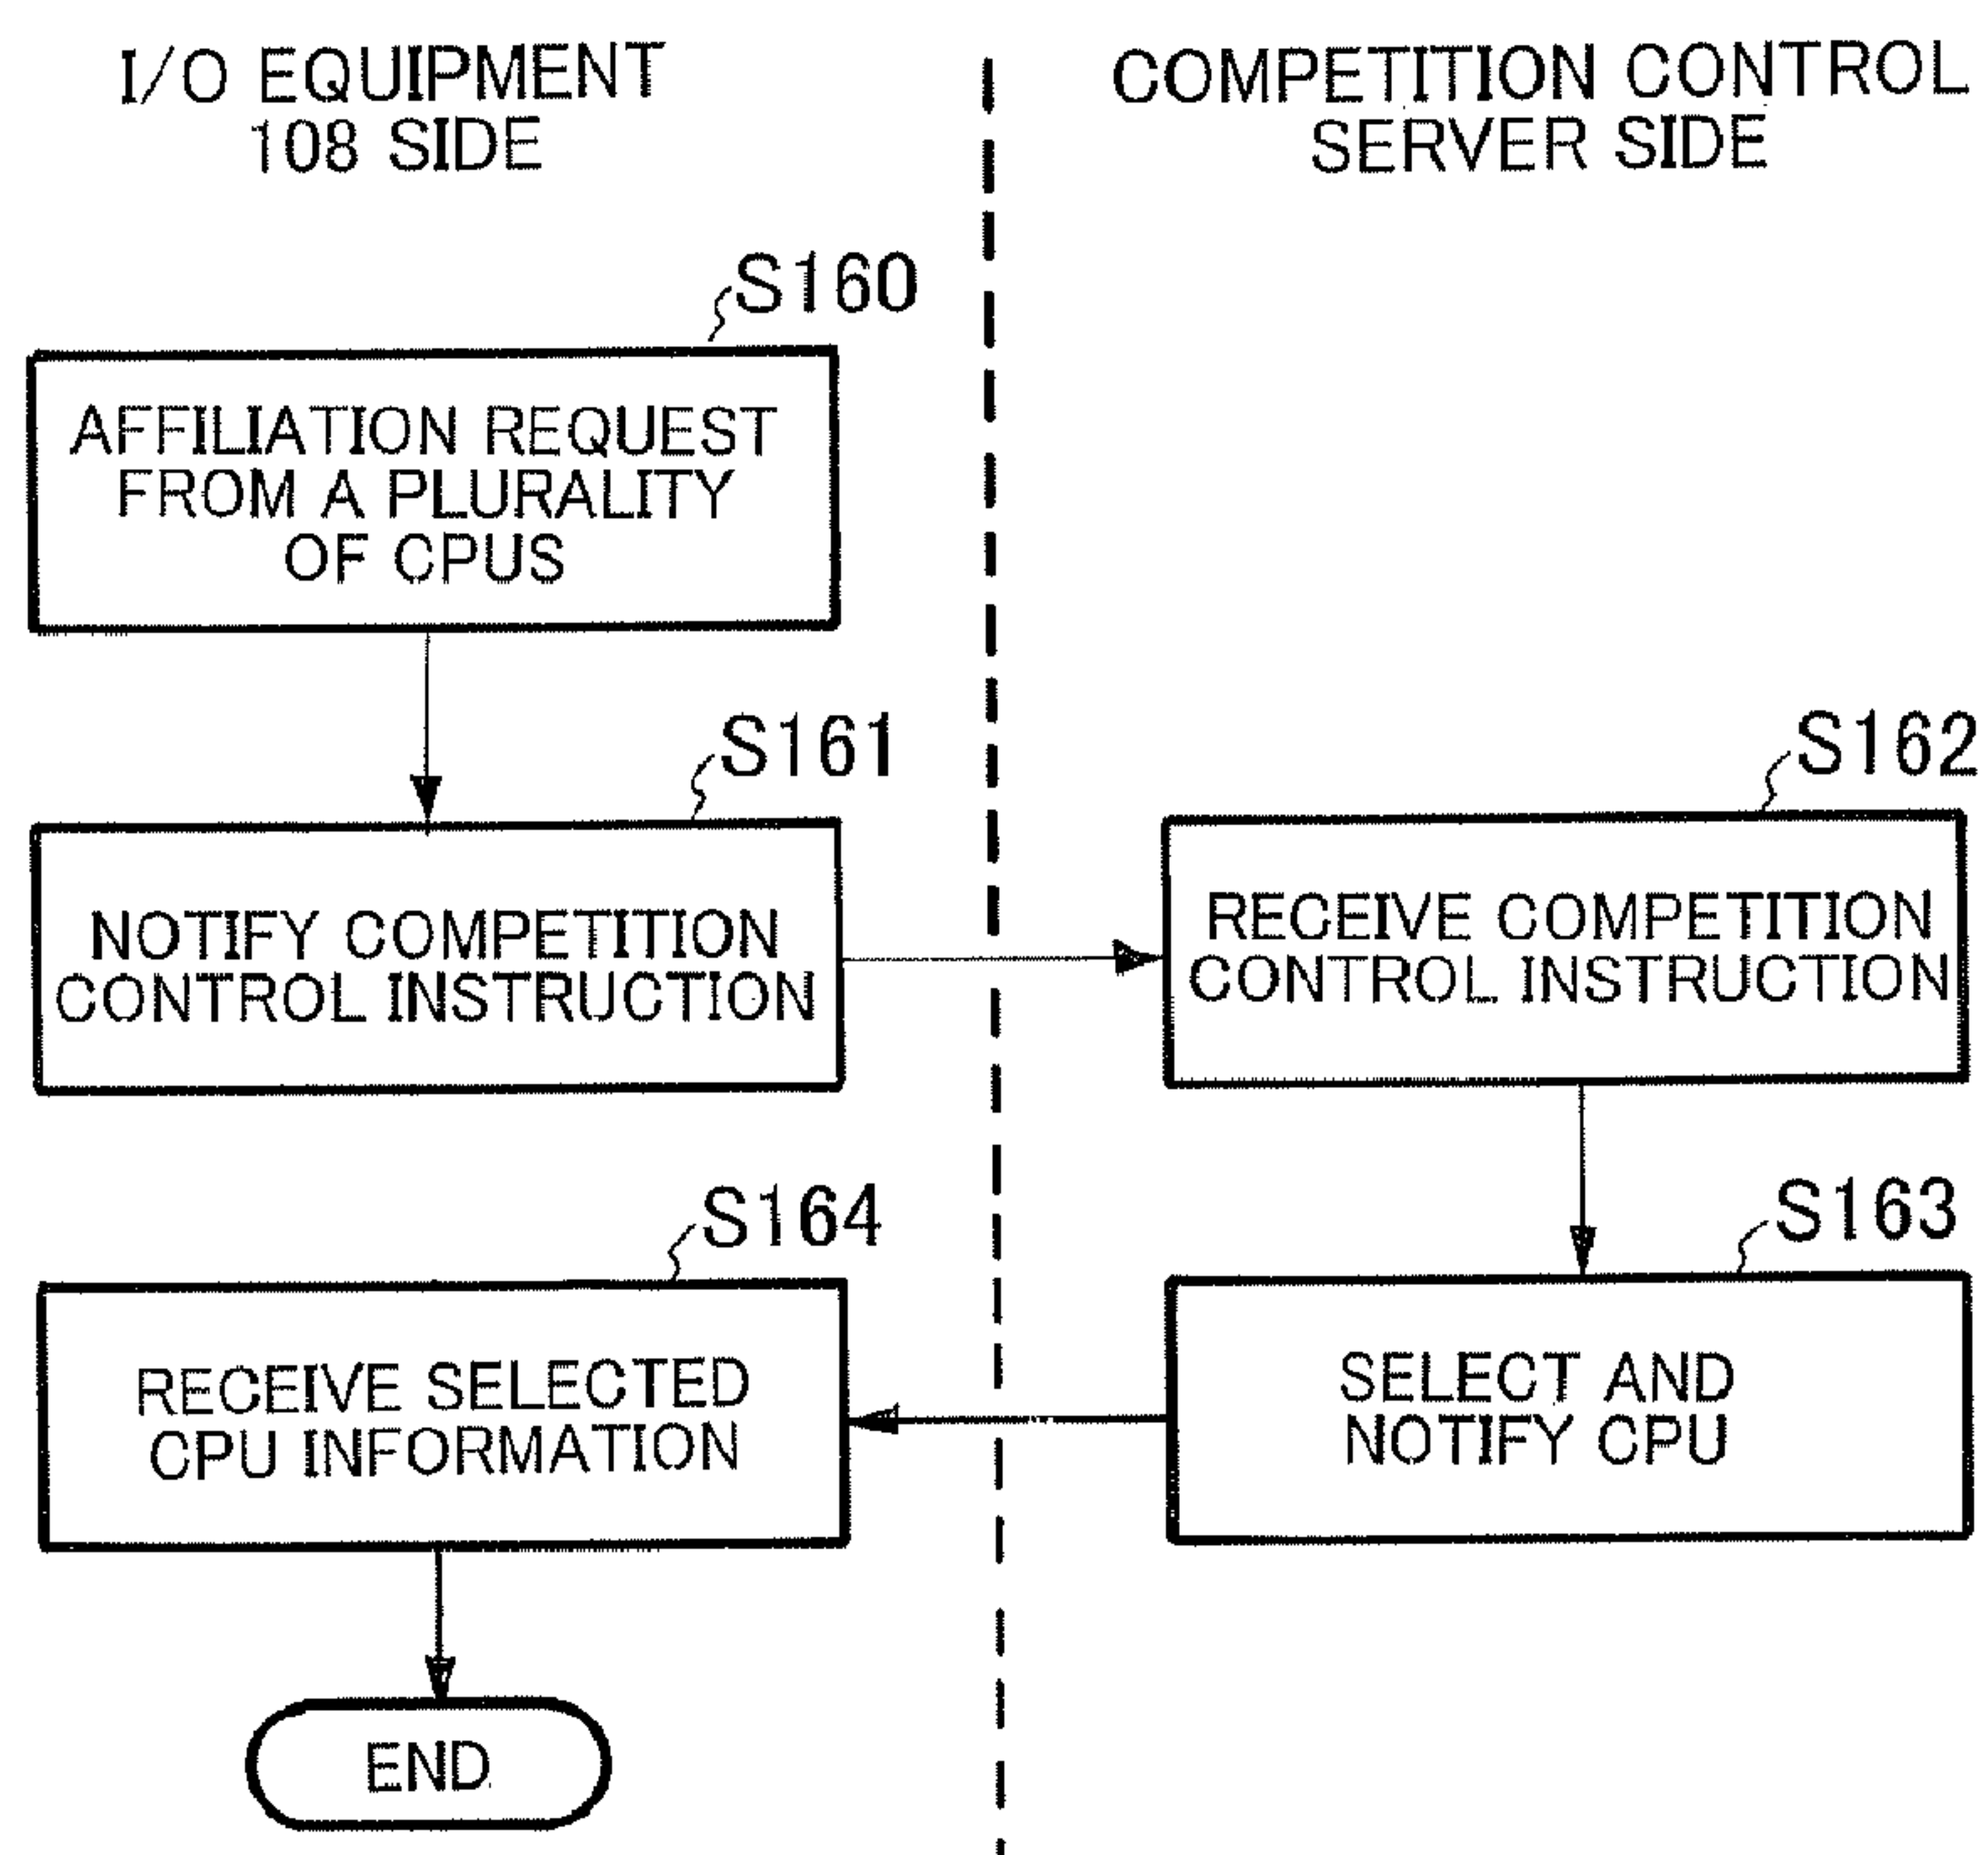 I/O EQUIPMENT
108 SIDE
COMPETITION CONTROL
SERVER SIDE
S160
AFFILIATION REQUEST
FROM A PLURALITY
OF CPUS
S161
NOTIFY COMPETITION
CONTROL INSTRUCTION
S162
RECEIVE COMPETITION
CONTROL INSTRUCTION
S163
SELECT AND
NOTIFY CPU
S164
RECEIVE SELECTED
CPU INFORMATION
END